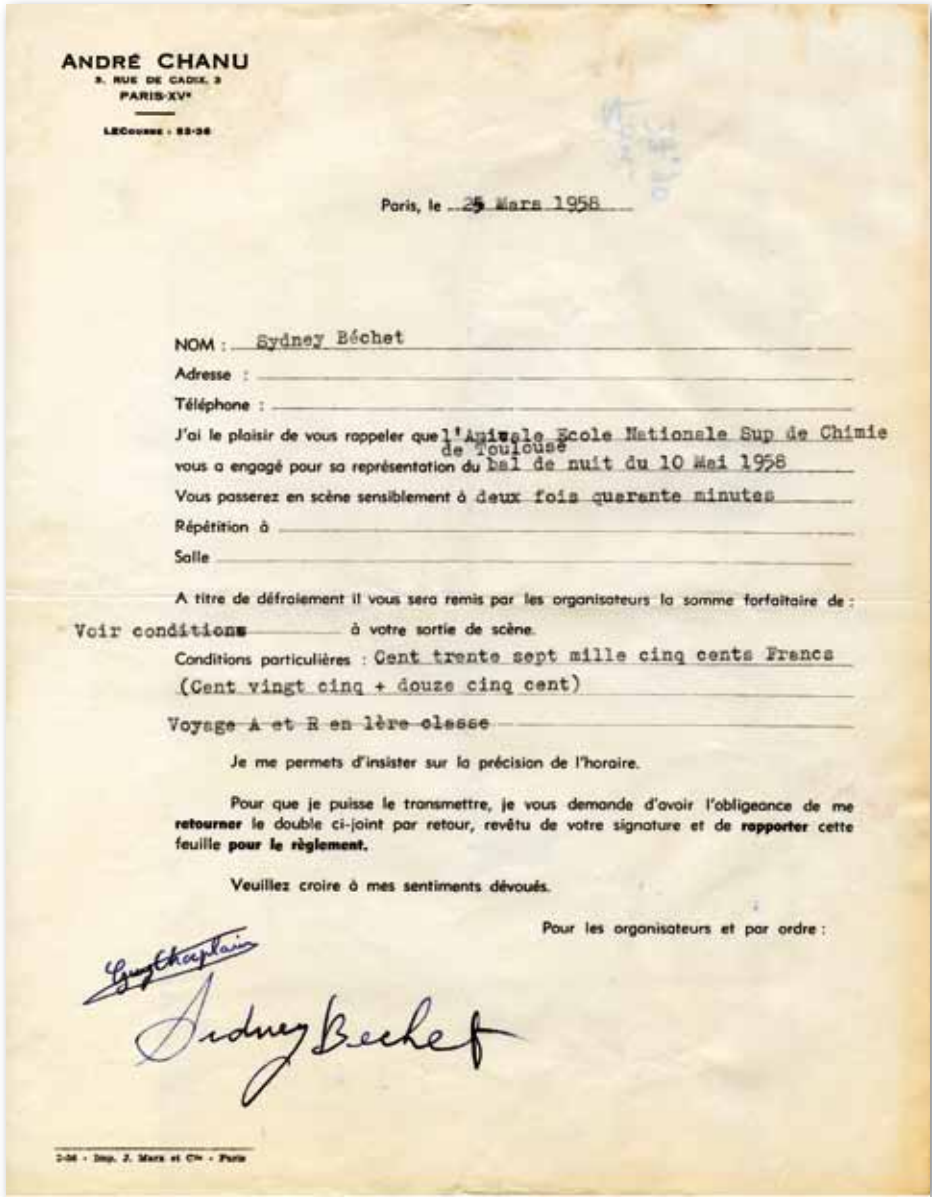 ANDRÉ CHANU
3, RUE DE CADIX, 3
PARIS-XVe
LECourbe : 52-36
Paris, le 25 Mars 1958
NOM : Sydney Béchet
Adresse :
Téléphone :
J'ai le plaisir de vous rappeler que l'Amicale Ecole Nationale Sup de Chimie
de Toulouse
vous a engagé pour sa représentation du bal de nuit du 10 Mai 1958
Vous passerez en scène sensiblement à deux fois quarante minutes
Répétition à
Salle
A titre de défraiement il vous sera remis par les organisateurs la somme forfaitaire de :
Voir conditions à votre sortie de scène.
Conditions particulières : Cent trente sept mille cinq cents Francs
(Cent vingt cinq + douze cinq cent)
Voyage A et R en 1ère classe
Je me permets d'insister sur la précision de l'horaire.
Pour que je puisse le transmettre, je vous demande d'avoir l'obligeance de me
retourner le double ci-joint par retour, revêtu de votre signature et de rapporter cette
feuille pour le règlement.
Veuillez croire à mes sentiments dévoués.
Pour les organisateurs et par ordre :
Guy Chaplain
Sidney Bechet
Imp. J. Marx et Cie - Paris